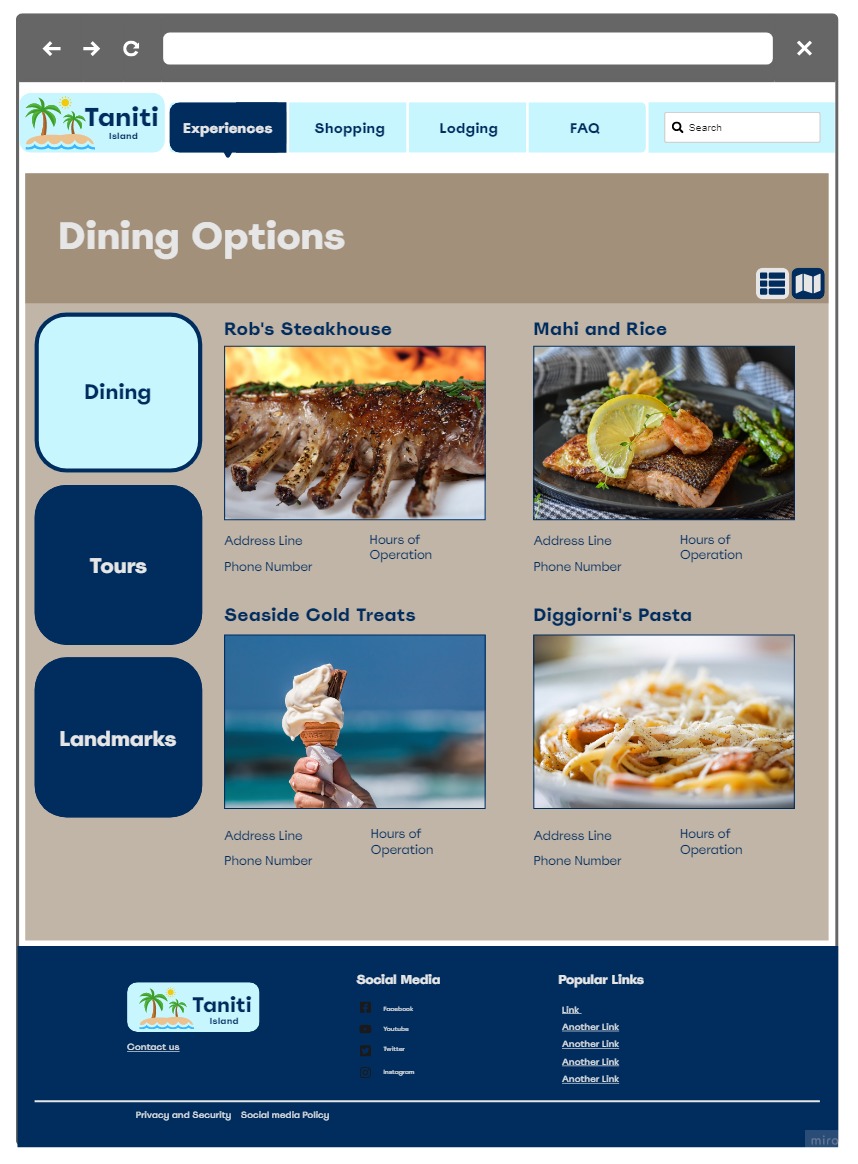 Taniti
Island
Experiences
Shopping
Lodging
FAQ
Search
Dining Options
Dining
Tours
Landmarks
Rob's Steakhouse
Mahi and Rice
Address Line
Hours of
Operation
Phone Number
Address Line
Hours of
Operation
Phone Number
Seaside Cold Treats
Diggiorni's Pasta
Address Line
Hours of
Operation
Phone Number
Address Line
Hours of
Operation
Phone Number
Taniti
Island
Contact us
Social Media
Facebook
Youtube
Twitter
Instagram
Popular Links
Link
Another Link
Another Link
Another Link
Another Link
Privacy and Security
Social media Policy
miro